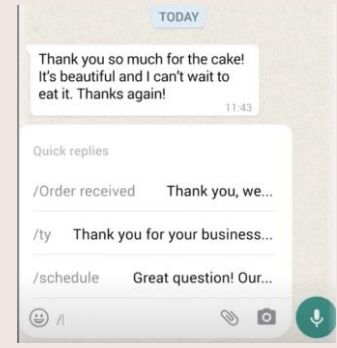 TODAY
Thank you so much for the cake!
It's beautiful and I can't wait to
eat it. Thanks again!
11:43
Quick replies
/Order received Thank you, we...
/ty Thank you for your business...
/schedule Great question! Our...
/